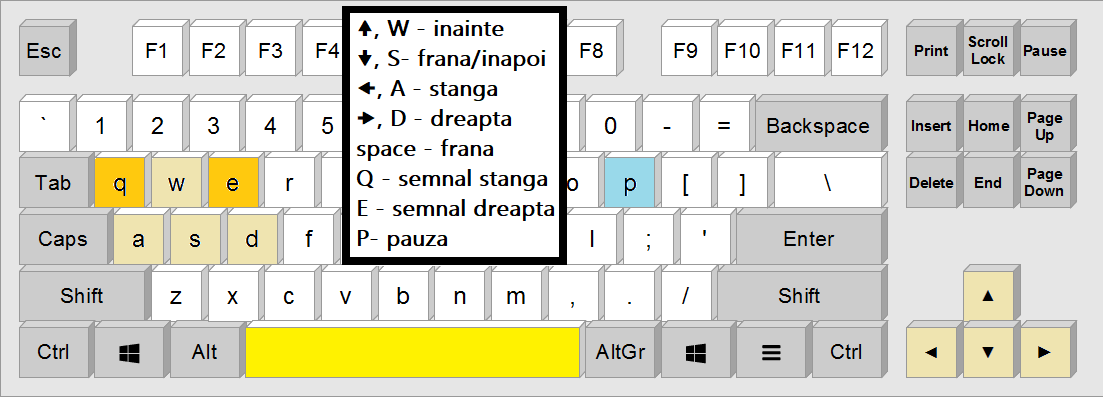 Esc F1 F2 F3 F4 F8 F9 F10 F11 F12 Print Scroll Lock Pause
↑, W - inainte
↓, S- frana/inapoi
←, A - stanga
→, D - dreapta
space - frana
Q - semnal stanga
E - semnal dreapta
P- pauza
` 1 2 3 4 5 0 - = Backspace Insert Home Page Up
Tab q w e r o p [ ] \ Delete End Page Down
Caps a s d f l ; ' Enter
Shift z x c v b n m , . / Shift ▲
Ctrl Alt AltGr Ctrl ◄ ▼ ►